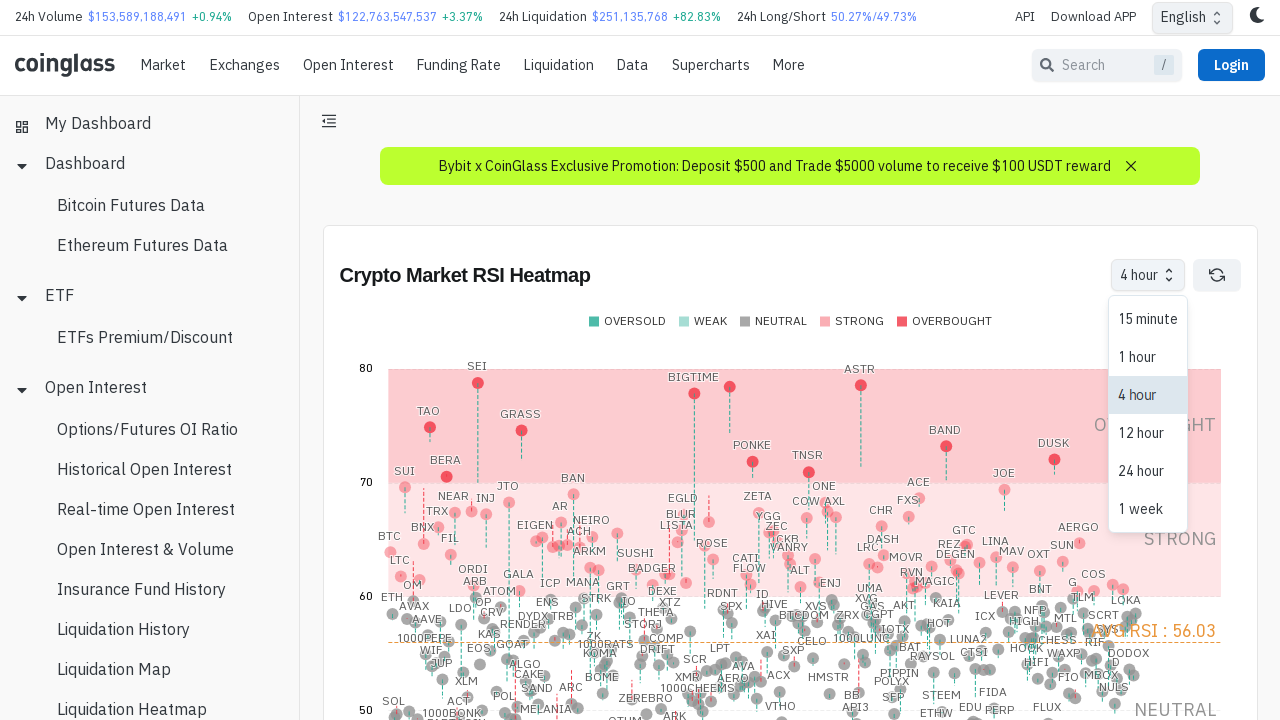 24h Volume $153,589,188,491 +0.94% Open Interest $122,763,547,537 +3.37% 24h Liquidation $251,135,768 +82.83% 24h Long/Short 50.27%/49.73% API Download APP English
coinglass Market Exchanges Open Interest Funding Rate Liquidation Data Supercharts More Search / Login
My Dashboard
Dashboard
Bitcoin Futures Data
Ethereum Futures Data
ETF
ETFs Premium/Discount
Open Interest
Options/Futures OI Ratio
Historical Open Interest
Real-time Open Interest
Open Interest & Volume
Insurance Fund History
Liquidation History
Liquidation Map
Liquidation Heatmap
Bybit x CoinGlass Exclusive Promotion: Deposit $500 and Trade $5000 volume to receive $100 USDT reward
Crypto Market RSI Heatmap
4 hour
15 minute
1 hour
4 hour
12 hour
24 hour
1 week
OVERSOLD WEAK NEUTRAL STRONG OVERBOUGHT
80
SEI
ASTR
BIGTIME
TAO
GRASS
BAND
DUSK
PONKE
TNSR
BERA
SUI
70
BAN
JOE
JTO
ONE
ACE
NEAR INJ
EGLD
ZETA
COW AXL
FXS
AR
TRX
CHR
BLUR
YGG
NEIRO
BNX
EIGEN
LISTA
ZEC
AERGO
ACH
GTC
BTC
FIL
CKB
DASH
LINA
ROSE
VANRY
LRC
REZ
SUN
ARKM
SUSHI
MAV
OXT
DEGEN
CATI
MOVR
LTC
ORDI
BADGER
FLOW
ALT
GALA
RVN
COS
ARB
ICP
MANA
ENJ
MAGIC
G
OM
ATOM
GRT
DEXE
RDNT
ID
UMA
BNT
60
ETH
STRK
XVG
LEVER
TLM
AVAX
LDO
OP
ENS
IO
XTZ
SPX
HIVE
XVS
GAS
AKT
KAIA
LQKA
CRV
THETA
NFP
AAVE
RENDER
DYDX
TRB
BTCDOM
ZRX
CGPT
ICX
MTL
SCRT
STORJ
HIGH
HOT
KAS
IOTX
AVG RSI : 56.03
1000PEPE
ZK
COMP
XAI
1000LUNC
LUNA2
CHESS
RIF
GOAT
1000RATS
CELO
WIF
EOS
KOMA
DRIFT
LPT
SXP
BAT
CTSI
HOOK
WAXP
DODOX
JUP
ALGO
SCR
RAYSOL
HIFI
CAKE
AVA
PIPPIN
ID
XLM
BOME
XMR
AERO
ACX
HMSTR
POLYX
FIO
MBOX
SAND
ARC
1000CHEEMS
NULS
SOL
ACT
POL
ZEREBRO
BB
SEP
STEEM
FIDA
MELANIA
VTHO
API3
EDU
PERP
FLUX
50
1000BONK
ARK
ETHW
STRONG
NEUTRAL